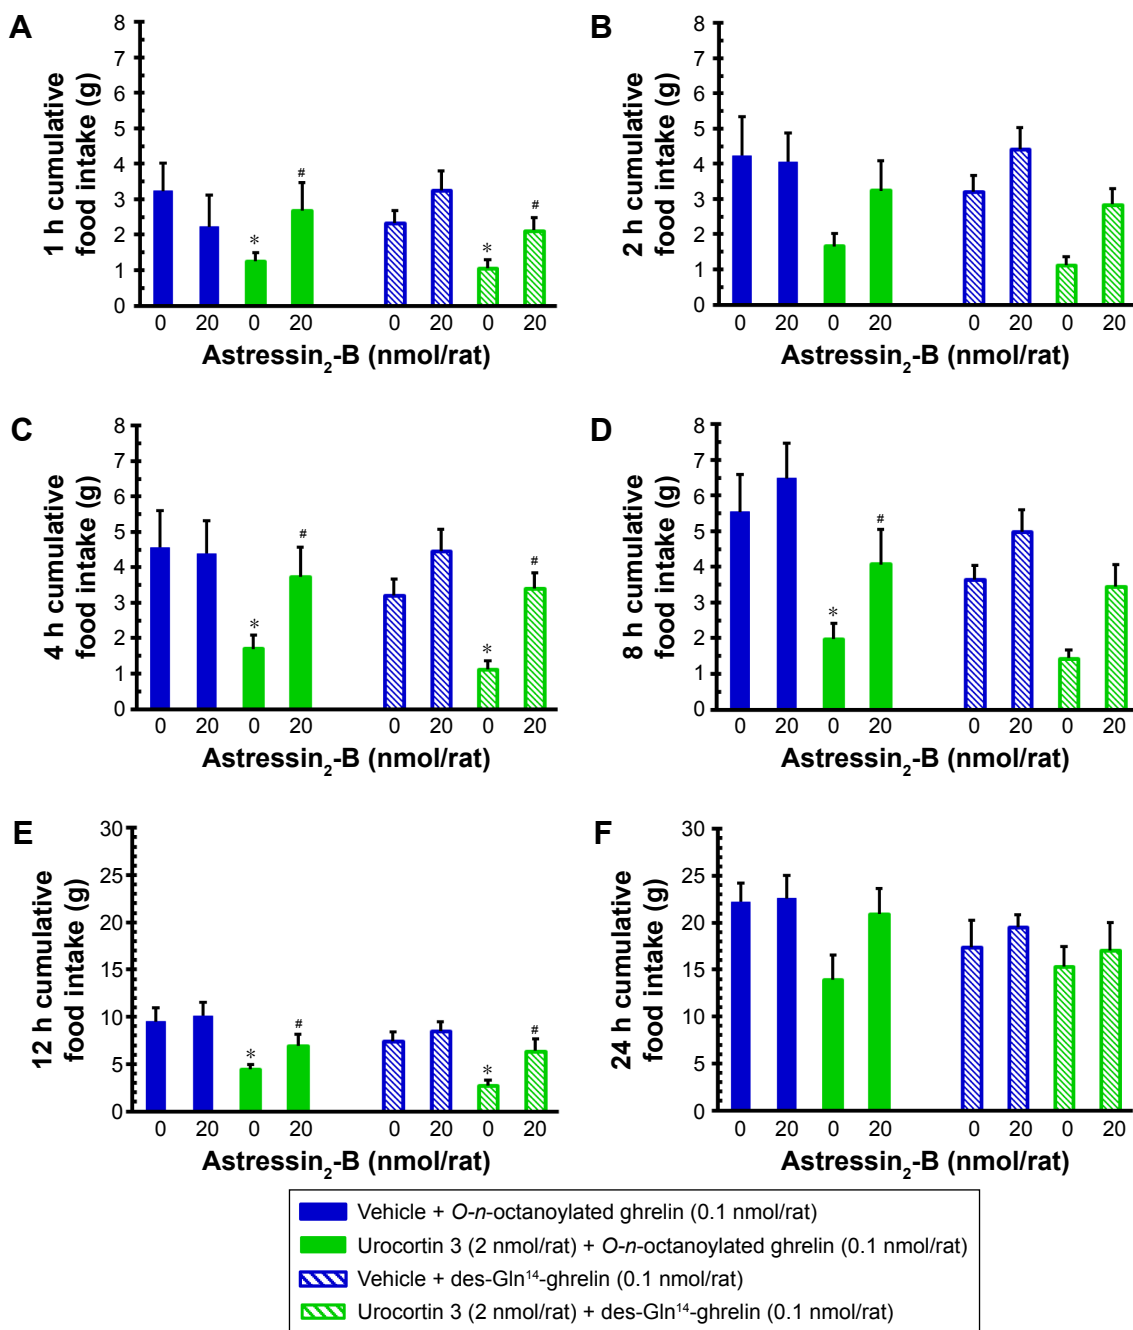 A
1 h cumulative
food intake (g)
8
7
6
5
4
3
2
1
0
* # * #
0 20 0 20 0 20 0 20
Astressin₂-B (nmol/rat)
B
2 h cumulative
food intake (g)
8
7
6
5
4
3
2
1
0
0 20 0 20 0 20 0 20
Astressin₂-B (nmol/rat)
C
4 h cumulative
food intake (g)
8
7
6
5
4
3
2
1
0
* # * #
0 20 0 20 0 20 0 20
Astressin₂-B (nmol/rat)
D
8 h cumulative
food intake (g)
8
7
6
5
4
3
2
1
0
* #
0 20 0 20 0 20 0 20
Astressin₂-B (nmol/rat)
E
12 h cumulative
food intake (g)
30
25
20
15
10
5
0
* # * #
0 20 0 20 0 20 0 20
Astressin₂-B (nmol/rat)
F
24 h cumulative
food intake (g)
30
25
20
15
10
5
0
0 20 0 20 0 20 0 20
Astressin₂-B (nmol/rat)
Vehicle + O-n-octanoylated ghrelin (0.1 nmol/rat)
Urocortin 3 (2 nmol/rat) + O-n-octanoylated ghrelin (0.1 nmol/rat)
Vehicle + des-Gln¹⁴-ghrelin (0.1 nmol/rat)
Urocortin 3 (2 nmol/rat) + des-Gln¹⁴-ghrelin (0.1 nmol/rat)